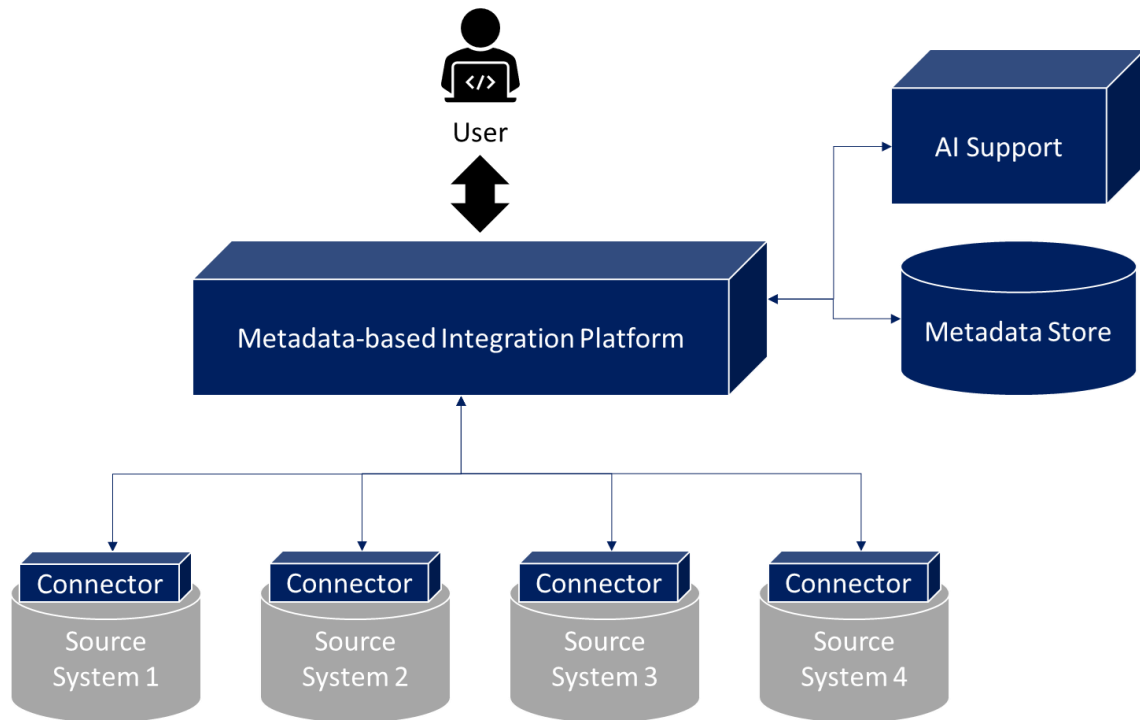 </>
User
AI Support
Metadata-based Integration Platform
Metadata Store
Connector
Connector
Connector
Connector
Source
System 1
Source
System 2
Source
System 3
Source
System 4